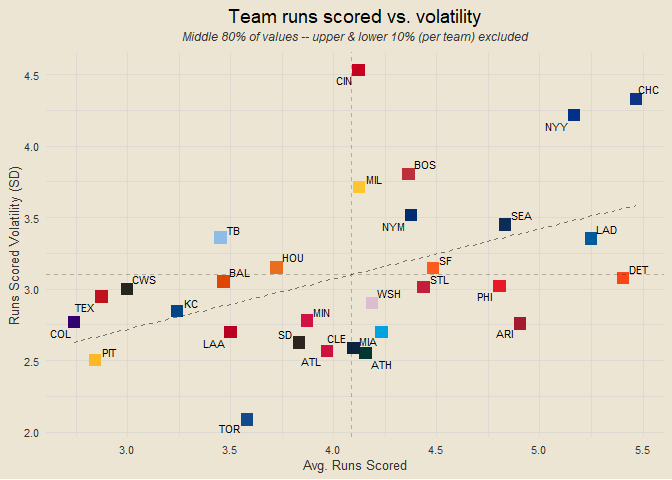 Team runs scored vs. volatility
Middle 80% of values -- upper & lower 10% (per team) excluded
Runs Scored Volatility (SD)
4.5
4.0
3.5
3.0
2.5
2.0
CIN
CHC
NYY
BOS
MIL
NYM
SEA
TB
LAD
HOU
SF
BAL
DET
CWS
STL
PHI
WSH
TEX
KC
MIN
COL
ARI
LAA
SD
CLE
MIA
PIT
ATL
ATH
TOR
3.0
3.5
4.0
4.5
5.0
5.5
Avg. Runs Scored